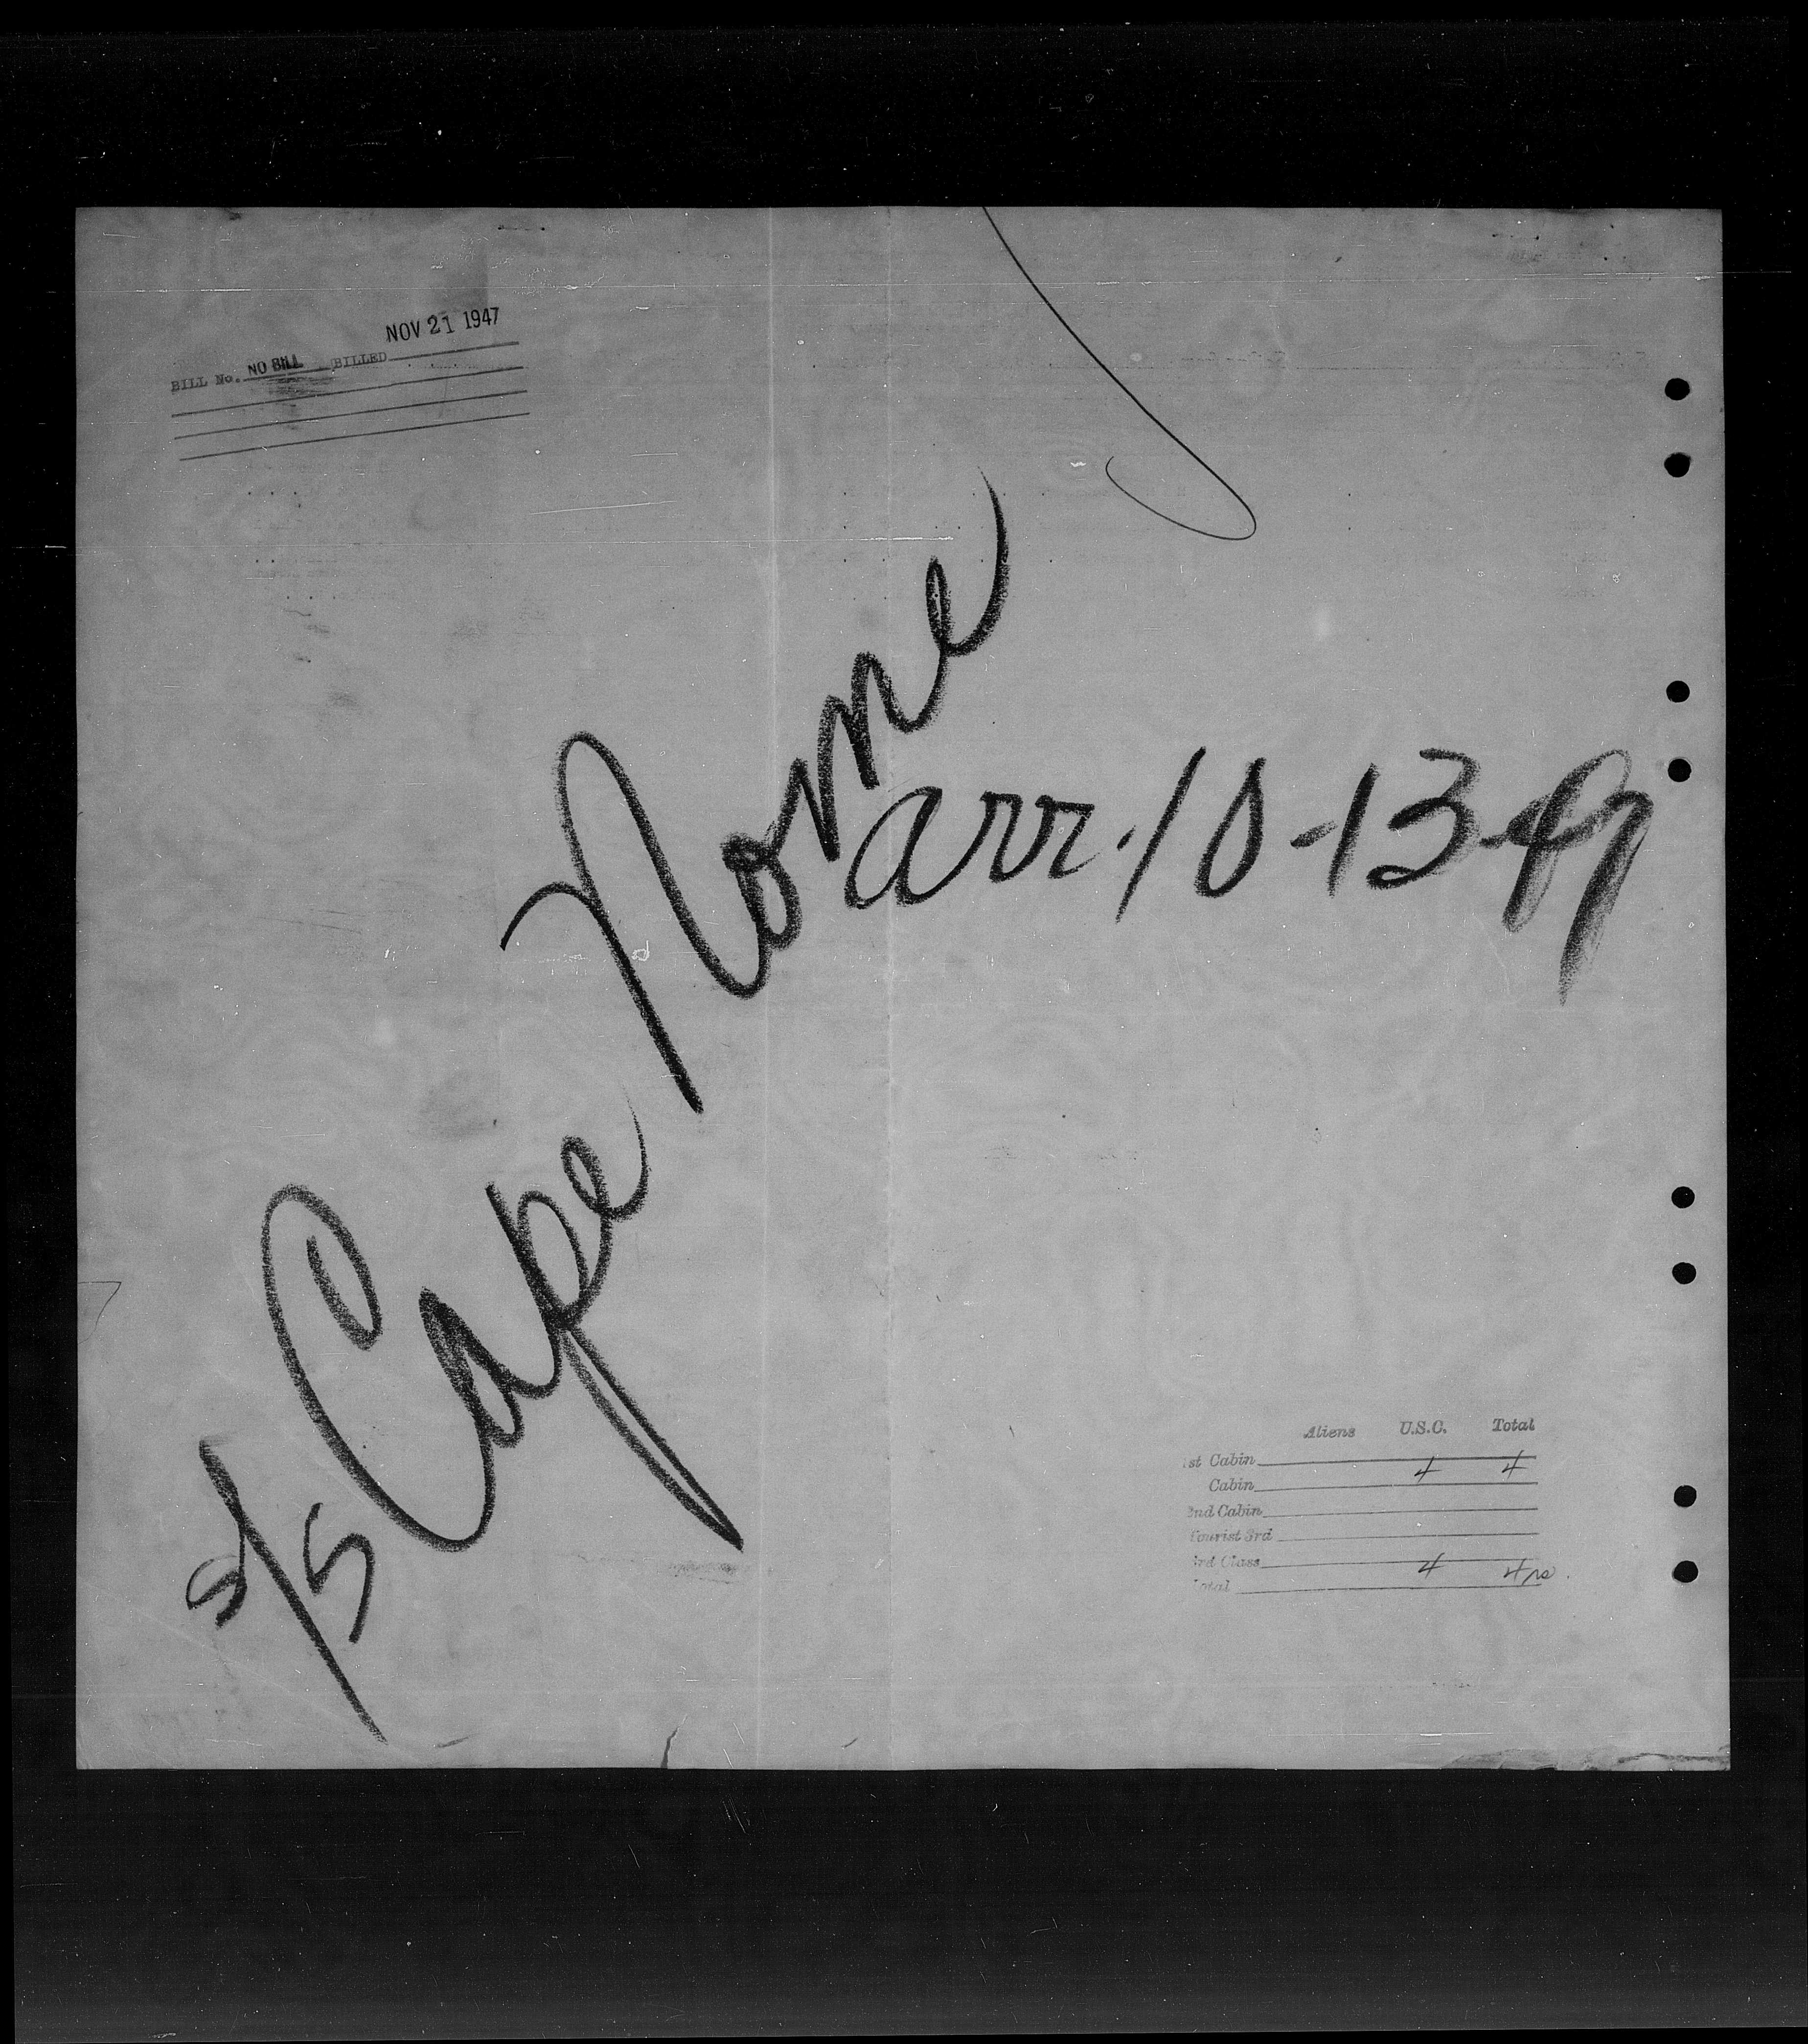 NOV 21 1947
BILL No. NO BILL BILLED
S/S Cape Nome
arr. 10-13-47
Aliens U.S.C. Total
1st Cabin 4 4
Cabin
2nd Cabin
Tourist 3rd
3rd Class 4 4
Total